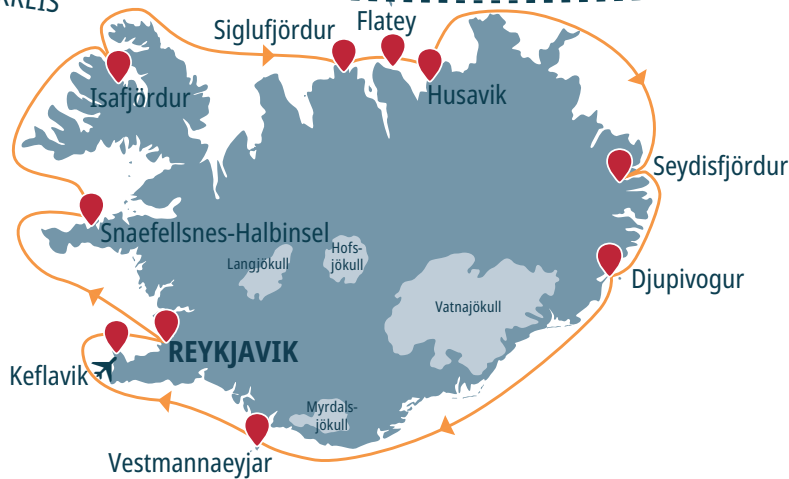 Flatey
Siglufjördur
Isafjördur
Husavik
Seydisfjördur
Snaefellsnes-Halbinsel
Hofs-
jökull
Langjökull
Djupivogur
Vatnajökull
REYKJAVIK
Keflavik
Myrdals-
jökull
Vestmannaeyjar